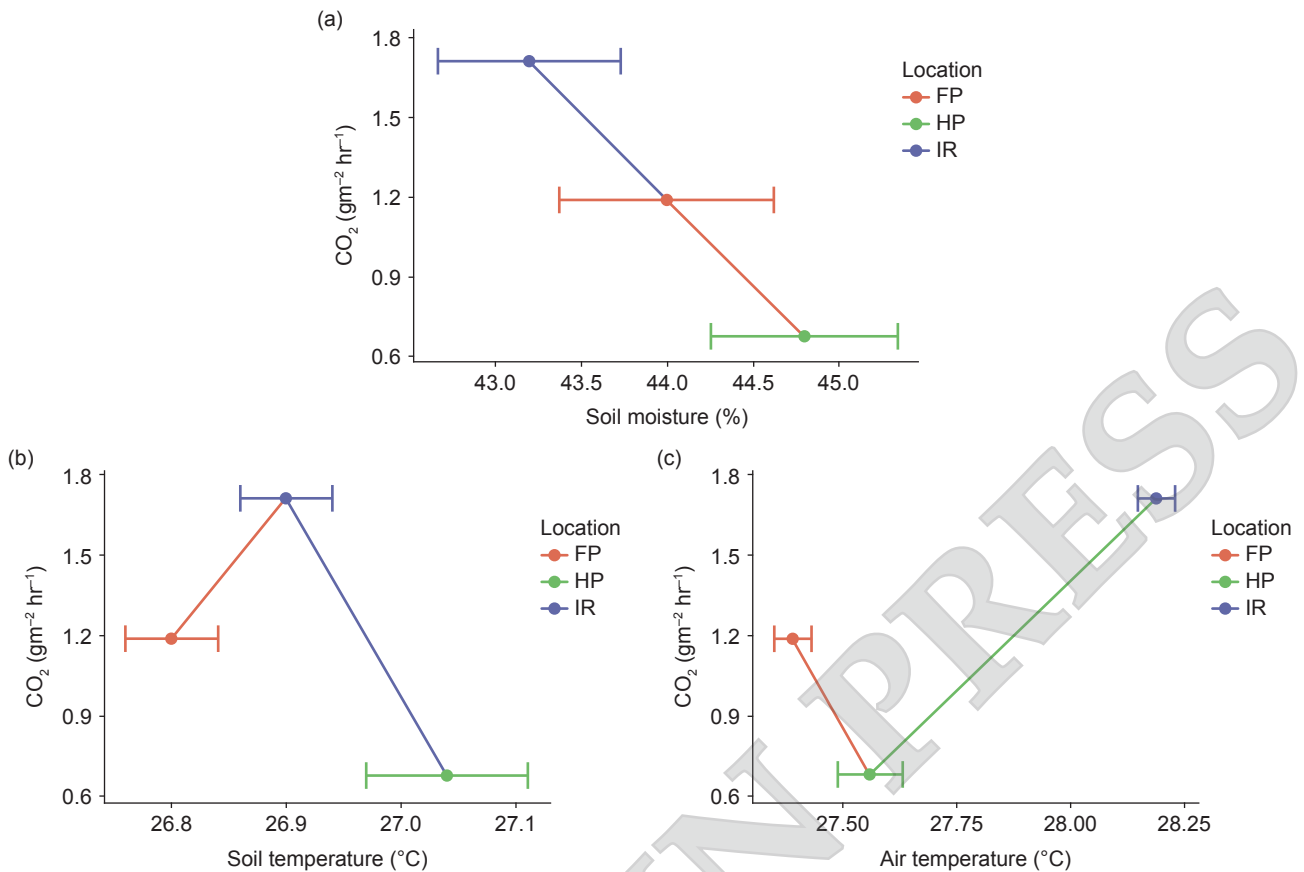 (a)
1.8
1.5
1.2
0.9
0.6
CO₂ (gm⁻² hr⁻¹)
43.0 43.5 44.0 44.5 45.0
Soil moisture (%)
Location
FP
HP
IR
(b)
1.8
1.5
1.2
0.9
0.6
CO₂ (gm⁻² hr⁻¹)
26.8 26.9 27.0 27.1
Soil temperature (°C)
Location
FP
HP
IR
(c)
1.8
1.5
1.2
0.9
0.6
CO₂ (gm⁻² hr⁻¹)
27.50 27.75 28.00 28.25
Air temperature (°C)
Location
FP
HP
IR
N PRESS